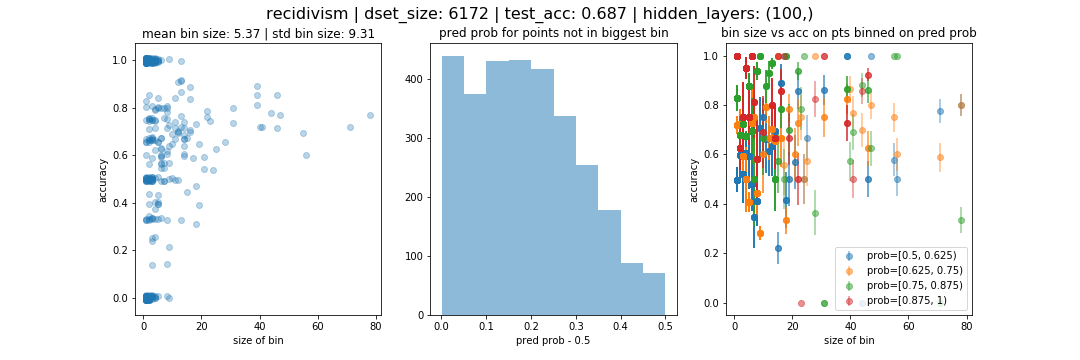 recidivism | dset_size: 6172 | test_acc: 0.687 | hidden_layers: (100,)
mean bin size: 5.37 | std bin size: 9.31
1.0
0.8
0.6
0.4
0.2
0.0
accuracy
0
20
40
60
80
size of bin
pred prob for points not in biggest bin
400
300
200
100
0
0.0
0.1
0.2
0.3
0.4
0.5
pred prob - 0.5
bin size vs acc on pts binned on pred prob
1.0
0.8
0.6
0.4
0.2
0.0
accuracy
prob=[0.5, 0.625)
prob=[0.625, 0.75)
prob=[0.75, 0.875)
prob=[0.875, 1)
0
20
40
60
80
size of bin